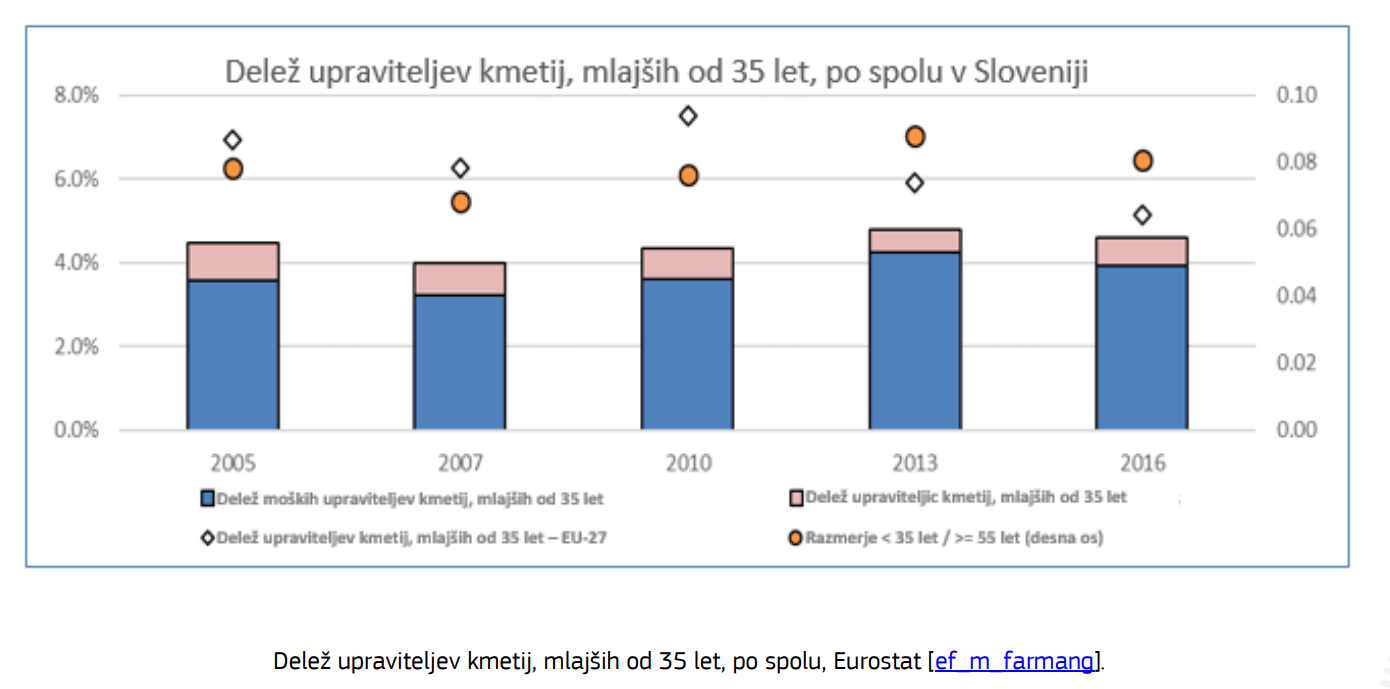 Delež upraviteljev kmetij, mlajših od 35 let, po spolu v Sloveniji
8.0% 0.10
0.08
6.0%
0.06
4.0%
0.04
2.0%
0.02
0.0% 0.00
2005 2007 2010 2013 2016
Delež moških upraviteljev kmetij, mlajših od 35 let Delež upraviteljic kmetij, mlajših od 35 let
Delež upraviteljev kmetij, mlajših od 35 let – EU-27 Razmerje < 35 let / >= 55 let (desna os)
Delež upraviteljev kmetij, mlajših od 35 let, po spolu, Eurostat [ef_m_farmang].